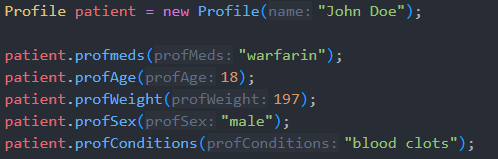 Profile patient = new Profile(name: "John Doe");
patient.profmeds(profMeds: "warfarin");
patient.profAge(profAge: 18);
patient.profWeight(profWeight: 197);
patient.profSex(profSex: "male");
patient.profConditions(profConditions: "blood clots");